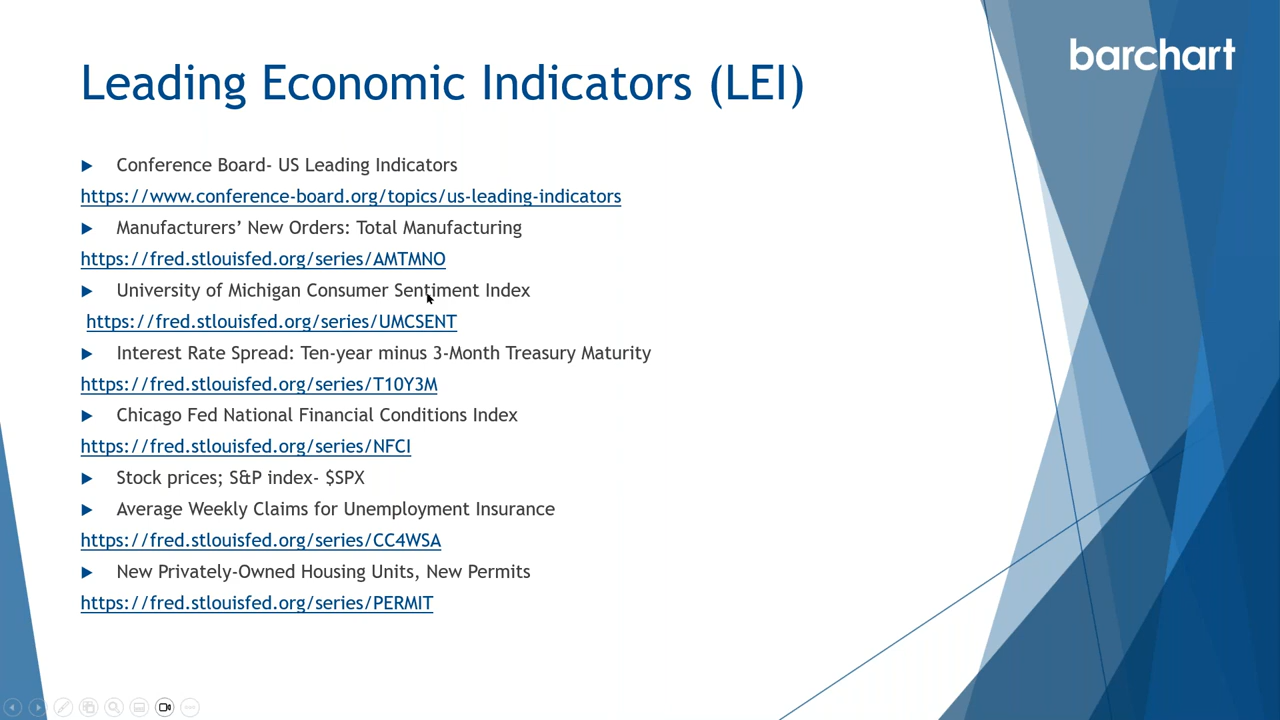 barchart
Leading Economic Indicators (LEI)
Conference Board- US Leading Indicators
https://www.conference-board.org/topics/us-leading-indicators
Manufacturers’ New Orders: Total Manufacturing
https://fred.stlouisfed.org/series/AMTMNO
University of Michigan Consumer Sentiment Index
https://fred.stlouisfed.org/series/UMCSENT
Interest Rate Spread: Ten-year minus 3-Month Treasury Maturity
https://fred.stlouisfed.org/series/T10Y3M
Chicago Fed National Financial Conditions Index
https://fred.stlouisfed.org/series/NFCI
Stock prices; S&P index- $SPX
Average Weekly Claims for Unemployment Insurance
https://fred.stlouisfed.org/series/CC4WSA
New Privately-Owned Housing Units, New Permits
https://fred.stlouisfed.org/series/PERMIT